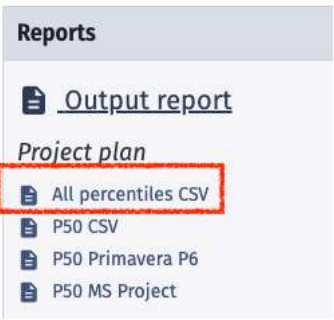 Reports
Output report
Project plan
All percentiles CSV
P50 CSV
P50 Primavera P6
P50 MS Project